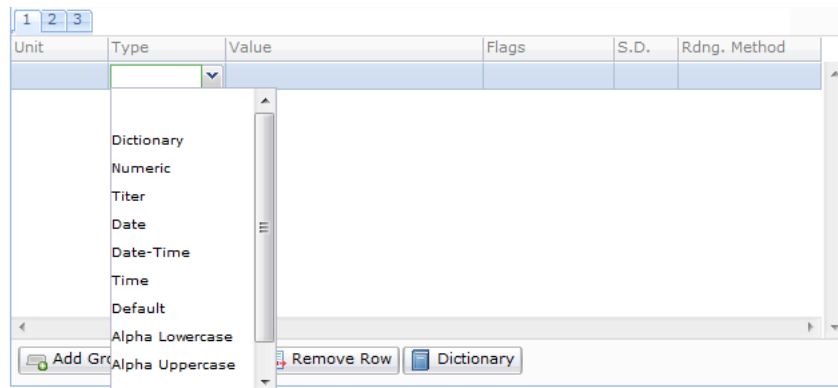 1 2 3
Unit Type Value Flags S.D. Rdng. Method
Dictionary
Numeric
Titer
Date
Date-Time
Time
Default
Alpha Lowercase
Add Gro Remove Row Dictionary
Alpha Uppercase